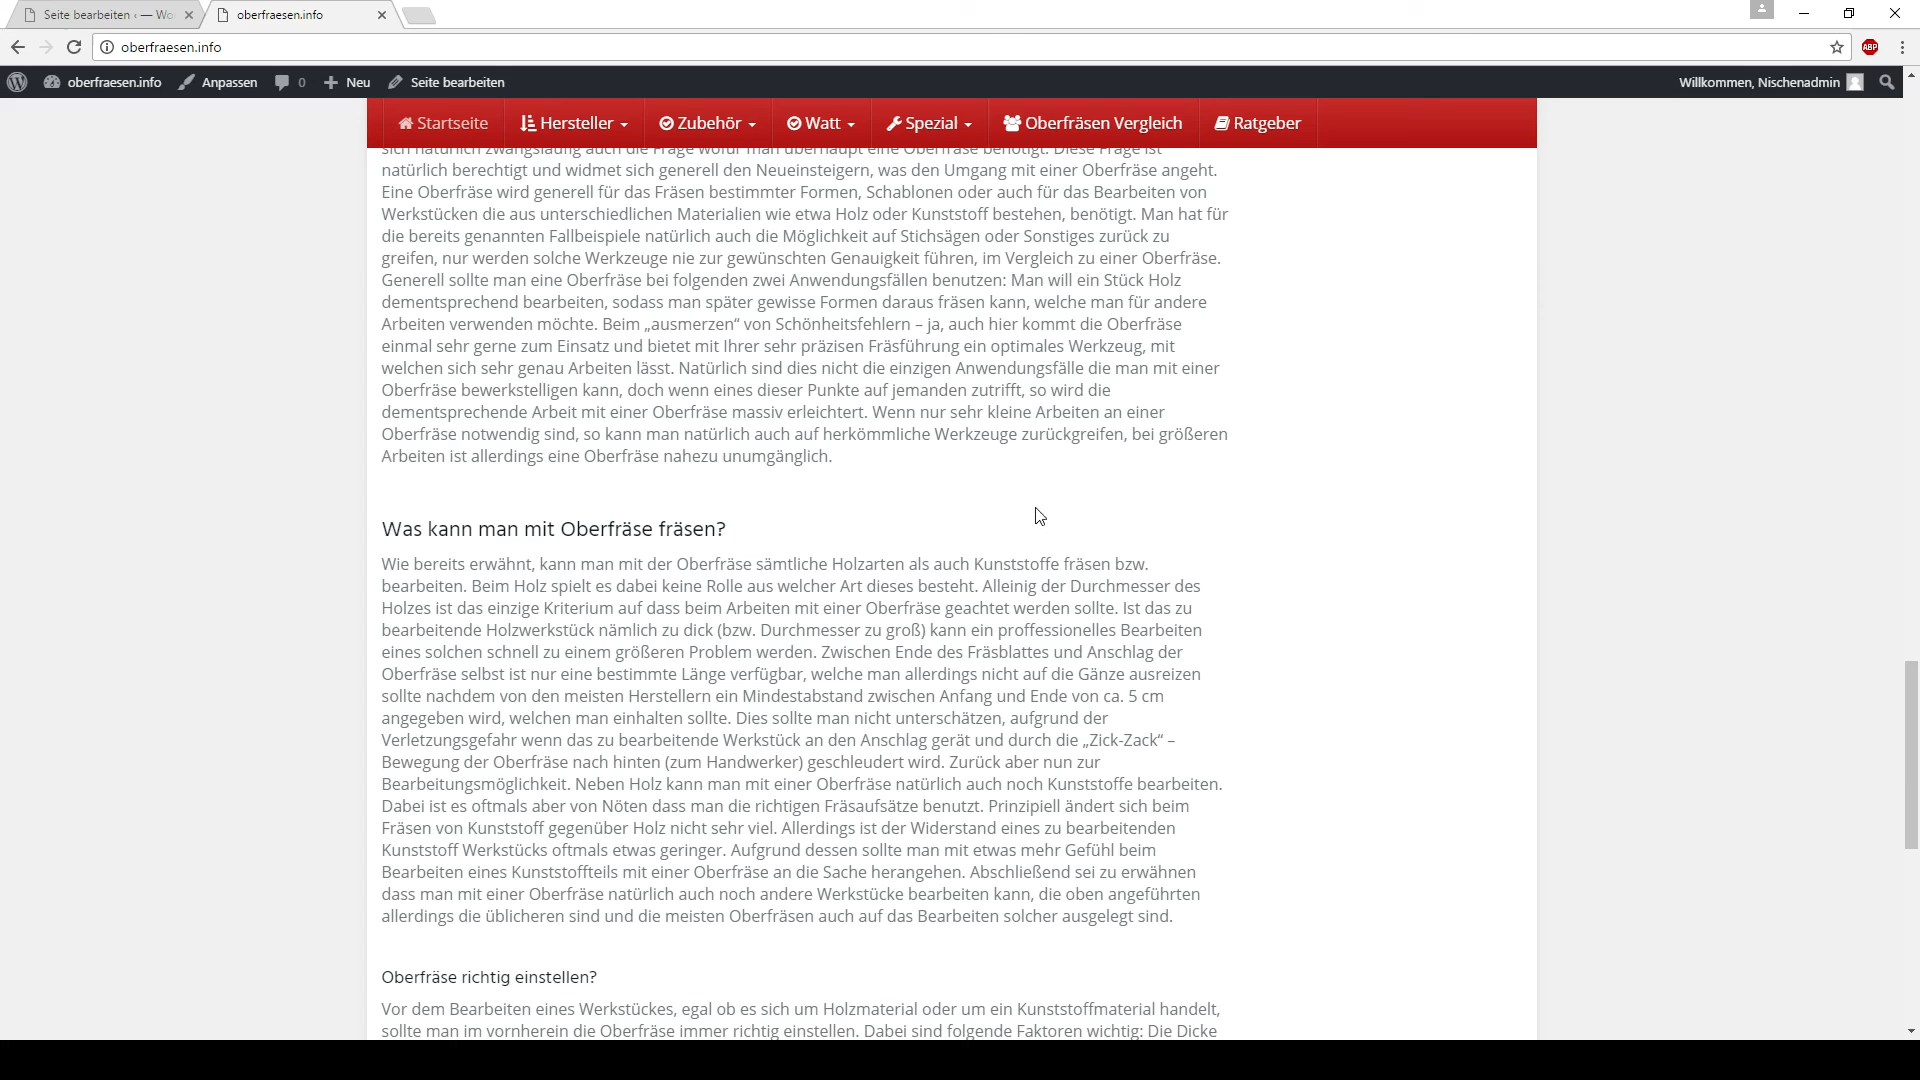 Seite bearbeiten ‹ — Wo
oberfraesen.info
oberfraesen.info
ABP
oberfraesen.info Anpassen 0 Neu Seite bearbeiten Willkommen, Nischenadmin
Startseite Hersteller Zubehör Watt Spezial Oberfräsen Vergleich Ratgeber
sich natürlich zwangsläufig auch die Frage wofür man überhaupt eine Oberfräse benötigt. Diese Frage ist
natürlich berechtigt und widmet sich generell den Neueinsteigern, was den Umgang mit einer Oberfräse angeht.
Eine Oberfräse wird generell für das Fräsen bestimmter Formen, Schablonen oder auch für das Bearbeiten von
Werkstücken die aus unterschiedlichen Materialien wie etwa Holz oder Kunststoff bestehen, benötigt. Man hat für
die bereits genannten Fallbeispiele natürlich auch die Möglichkeit auf Stichsägen oder Sonstiges zurück zu
greifen, nur werden solche Werkzeuge nie zur gewünschten Genauigkeit führen, im Vergleich zu einer Oberfräse.
Generell sollte man eine Oberfräse bei folgenden zwei Anwendungsfällen benutzen: Man will ein Stück Holz
dementsprechend bearbeiten, sodass man später gewisse Formen daraus fräsen kann, welche man für andere
Arbeiten verwenden möchte. Beim „ausmerzen“ von Schönheitsfehlern – ja, auch hier kommt die Oberfräse
einmal sehr gerne zum Einsatz und bietet mit Ihrer sehr präzisen Fräsführung ein optimales Werkzeug, mit
welchen sich sehr genau Arbeiten lässt. Natürlich sind dies nicht die einzigen Anwendungsfälle die man mit einer
Oberfräse bewerkstelligen kann, doch wenn eines dieser Punkte auf jemanden zutrifft, so wird die
dementsprechende Arbeit mit einer Oberfräse massiv erleichtert. Wenn nur sehr kleine Arbeiten an einer
Oberfräse notwendig sind, so kann man natürlich auch auf herkömmliche Werkzeuge zurückgreifen, bei größeren
Arbeiten ist allerdings eine Oberfräse nahezu unumgänglich.
Was kann man mit Oberfräse fräsen?
Wie bereits erwähnt, kann man mit der Oberfräse sämtliche Holzarten als auch Kunststoffe fräsen bzw.
bearbeiten. Beim Holz spielt es dabei keine Rolle aus welcher Art dieses besteht. Alleinig der Durchmesser des
Holzes ist das einzige Kriterium auf dass beim Arbeiten mit einer Oberfräse geachtet werden sollte. Ist das zu
bearbeitende Holzwerkstück nämlich zu dick (bzw. Durchmesser zu groß) kann ein proffessionelles Bearbeiten
eines solchen schnell zu einem größeren Problem werden. Zwischen Ende des Fräsblattes und Anschlag der
Oberfräse selbst ist nur eine bestimmte Länge verfügbar, welche man allerdings nicht auf die Gänze ausreizen
sollte nachdem von den meisten Herstellern ein Mindestabstand zwischen Anfang und Ende von ca. 5 cm
angegeben wird, welchen man einhalten sollte. Dies sollte man nicht unterschätzen, aufgrund der
Verletzungsgefahr wenn das zu bearbeitende Werkstück an den Anschlag gerät und durch die „Zick-Zack“ –
Bewegung der Oberfräse nach hinten (zum Handwerker) geschleudert wird. Zurück aber nun zur
Bearbeitungsmöglichkeit. Neben Holz kann man mit einer Oberfräse natürlich auch noch Kunststoffe bearbeiten.
Dabei ist es oftmals aber von Nöten dass man die richtigen Fräsaufsätze benutzt. Prinzipiell ändert sich beim
Fräsen von Kunststoff gegenüber Holz nicht sehr viel. Allerdings ist der Widerstand eines zu bearbeitenden
Kunststoff Werkstücks oftmals etwas geringer. Aufgrund dessen sollte man mit etwas mehr Gefühl beim
Bearbeiten eines Kunststoffteils mit einer Oberfräse an die Sache herangehen. Abschließend sei zu erwähnen
dass man mit einer Oberfräse natürlich auch noch andere Werkstücke bearbeiten kann, die oben angeführten
allerdings die üblicheren sind und die meisten Oberfräsen auch auf das Bearbeiten solcher ausgelegt sind.
Oberfräse richtig einstellen?
Vor dem Bearbeiten eines Werkstückes, egal ob es sich um Holzmaterial oder um ein Kunststoffmaterial handelt,
sollte man im vornherein die Oberfräse immer richtig einstellen. Dabei sind folgende Faktoren wichtig: Die Dicke